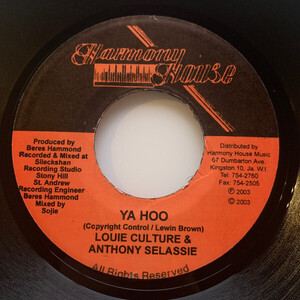 Harmony House
Produced by
Beres Hammond
Recorded & Mixed at
Sileckshan
Recording Studio
Stony Hill
St. Andrew
Recording Engineer
Beres Hammond
Mixed by
Sojie
Distributed by
Harmony House Music
67 Dumbarton Ave.
Kingston 10, Ja. W.I.
Tel: 754-2760
Fax: 754-2505
℗ 2003
© 2003
YA HOO
(Copyright Control / Lewin Brown)
LOUIE CULTURE &
ANTHONY SELASSIE
All Rights Reserved